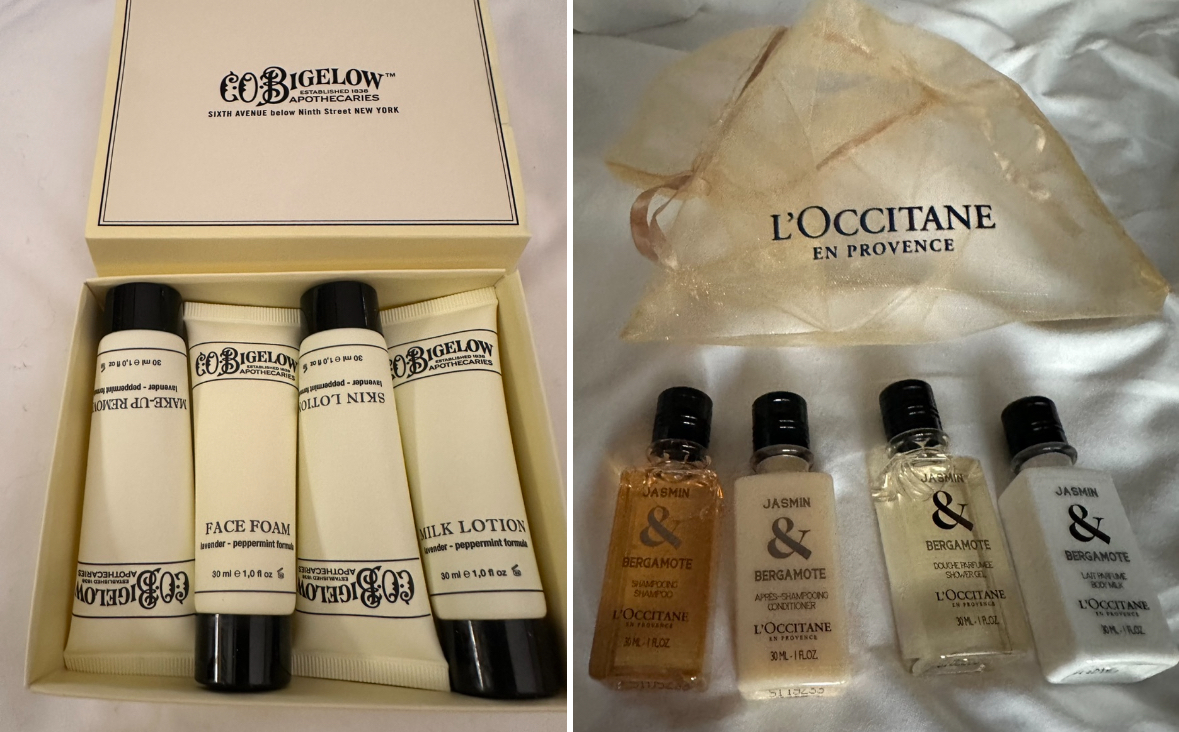 C.O.BIGELOW™
ESTABLISHED 1838
APOTHECARIES
SIXTH AVENUE below Ninth Street NEW YORK
30 ml e 1,0 fl oz
lavender - peppermint
MAKE-UP
C.O.BIGELOW
ESTABLISHED 1838
APOTHECARIES
C.O.BIGELOW
ESTABLISHED 1838
APOTHECARIES
FACE FOAM
lavender - peppermint formula
30 ml e 1,0 fl oz
30 ml e 1,0 fl oz
lavender - peppermint
SKIN LOTION
C.O.BIGELOW
ESTABLISHED 1838
APOTHECARIES
C.O.BIGELOW
ESTABLISHED 1838
APOTHECARIES
MILK LOTION
lavender - peppermint formula
30 ml e 1,0 fl oz
L'OCCITANE
EN PROVENCE
JASMIN
&
BERGAMOTE
SHAMPOOING
SHAMPOO
L'OCCITANE
EN PROVENCE
30 ML - 1 FL.OZ.
JASMIN
&
BERGAMOTE
APRÈS-SHAMPOOING
CONDITIONER
L'OCCITANE
EN PROVENCE
30 ML - 1 FL.OZ.
JASMIN
&
BERGAMOTE
DOUCHE PARFUMÉE
SHOWER GEL
L'OCCITANE
EN PROVENCE
30 ML - 1 FL.OZ.
JASMIN
&
BERGAMOTE
LAIT PARFUMÉ
BODY MILK
L'OCCITANE
EN PROVENCE
30 ML - 1 FL.OZ.